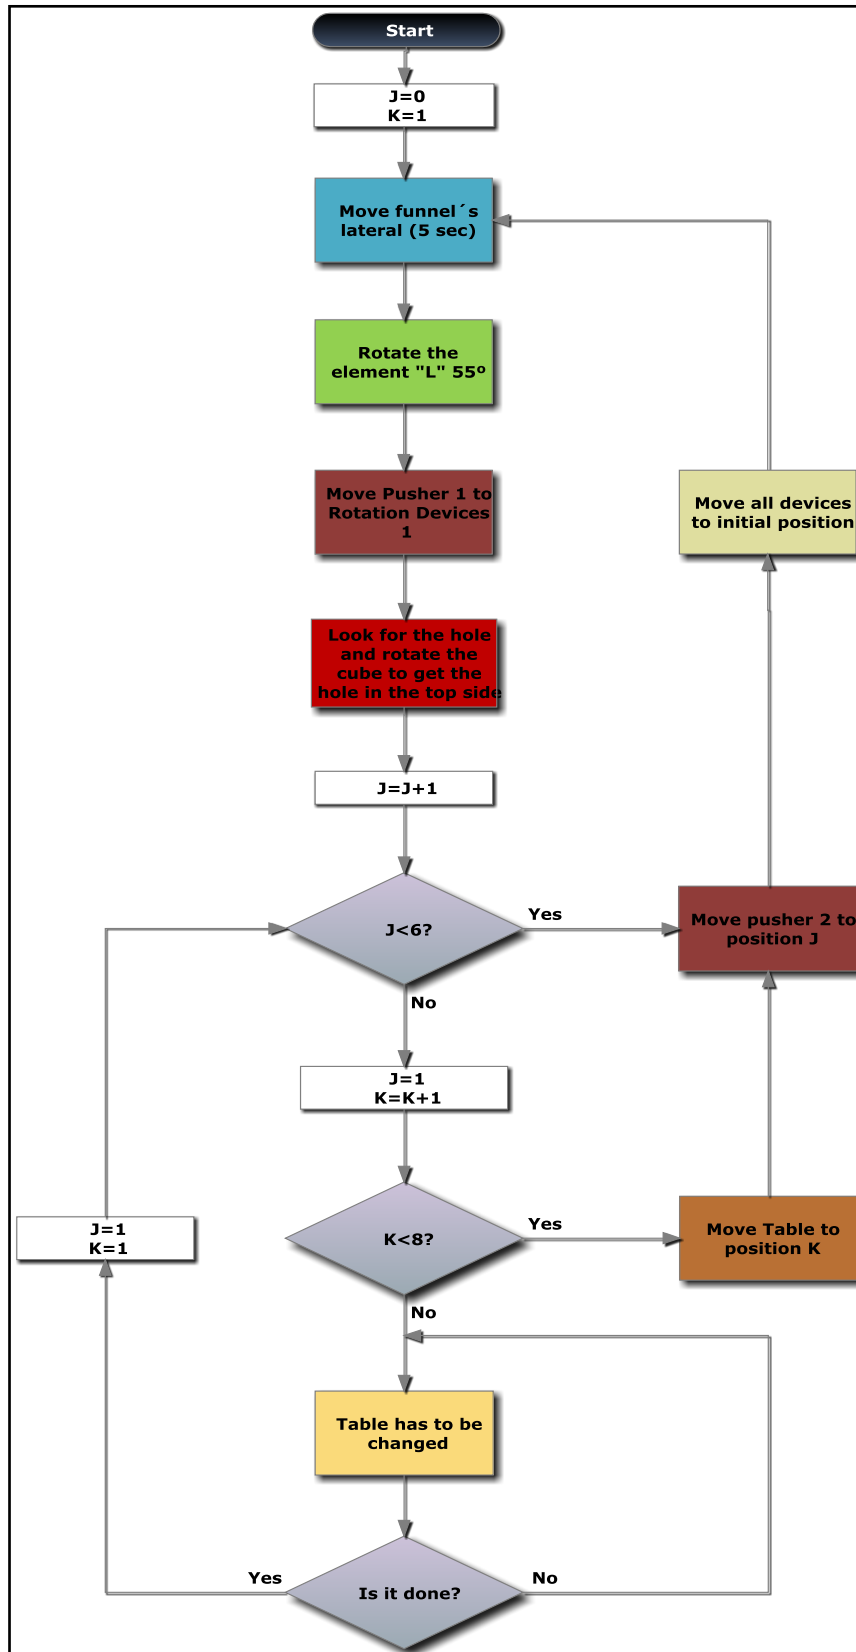 Start
J=0
K=1
Move funnel´s
lateral (5 sec)
Rotate the
element "L" 55º
Move Pusher 1 to
Rotation Devices
1
Move all devices
to initial position
Look for the hole
and rotate the
cube to get the
hole in the top side
J=J+1
J<6?
Yes
Move pusher 2 to
position J
No
J=1
K=K+1
J=1
K=1
K<8?
Yes
Move Table to
position K
No
Table has to be
changed
Yes
Is it done?
No